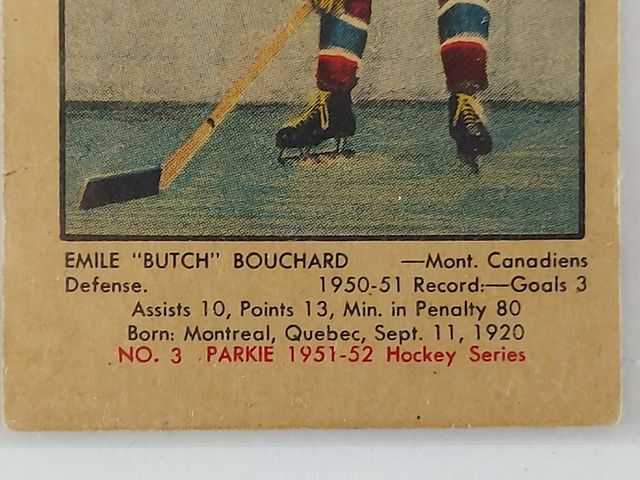 EMILE "BUTCH" BOUCHARD —Mont. Canadiens
Defense. 1950-51 Record:—Goals 3
Assists 10, Points 13, Min. in Penalty 80
Born: Montreal, Quebec, Sept. 11, 1920
NO. 3 PARKIE 1951-52 Hockey Series